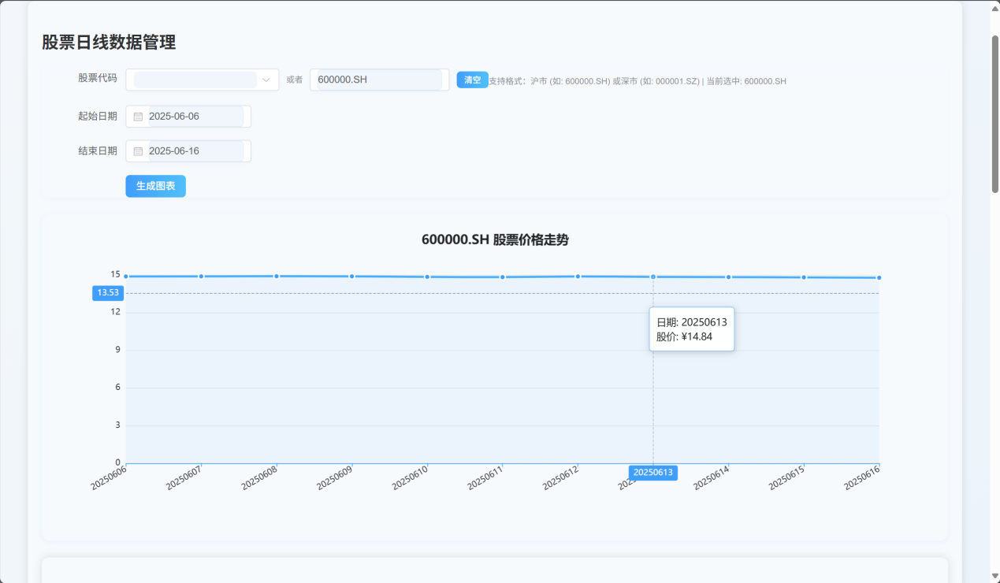 股票日线数据管理
股票代码 或者 600000.SH 清空 支持格式：沪市 (如: 600000.SH) 或深市 (如: 000001.SZ) | 当前选中: 600000.SH
起始日期 2025-06-06
结束日期 2025-06-16
生成图表
600000.SH 股票价格走势
15
13.53
12
9
日期: 20250613
股价: ¥14.84
6
3
0
20250606 20250607 20250608 20250609 20250610 20250611 20250612 20250613 20250614 20250615 20250616